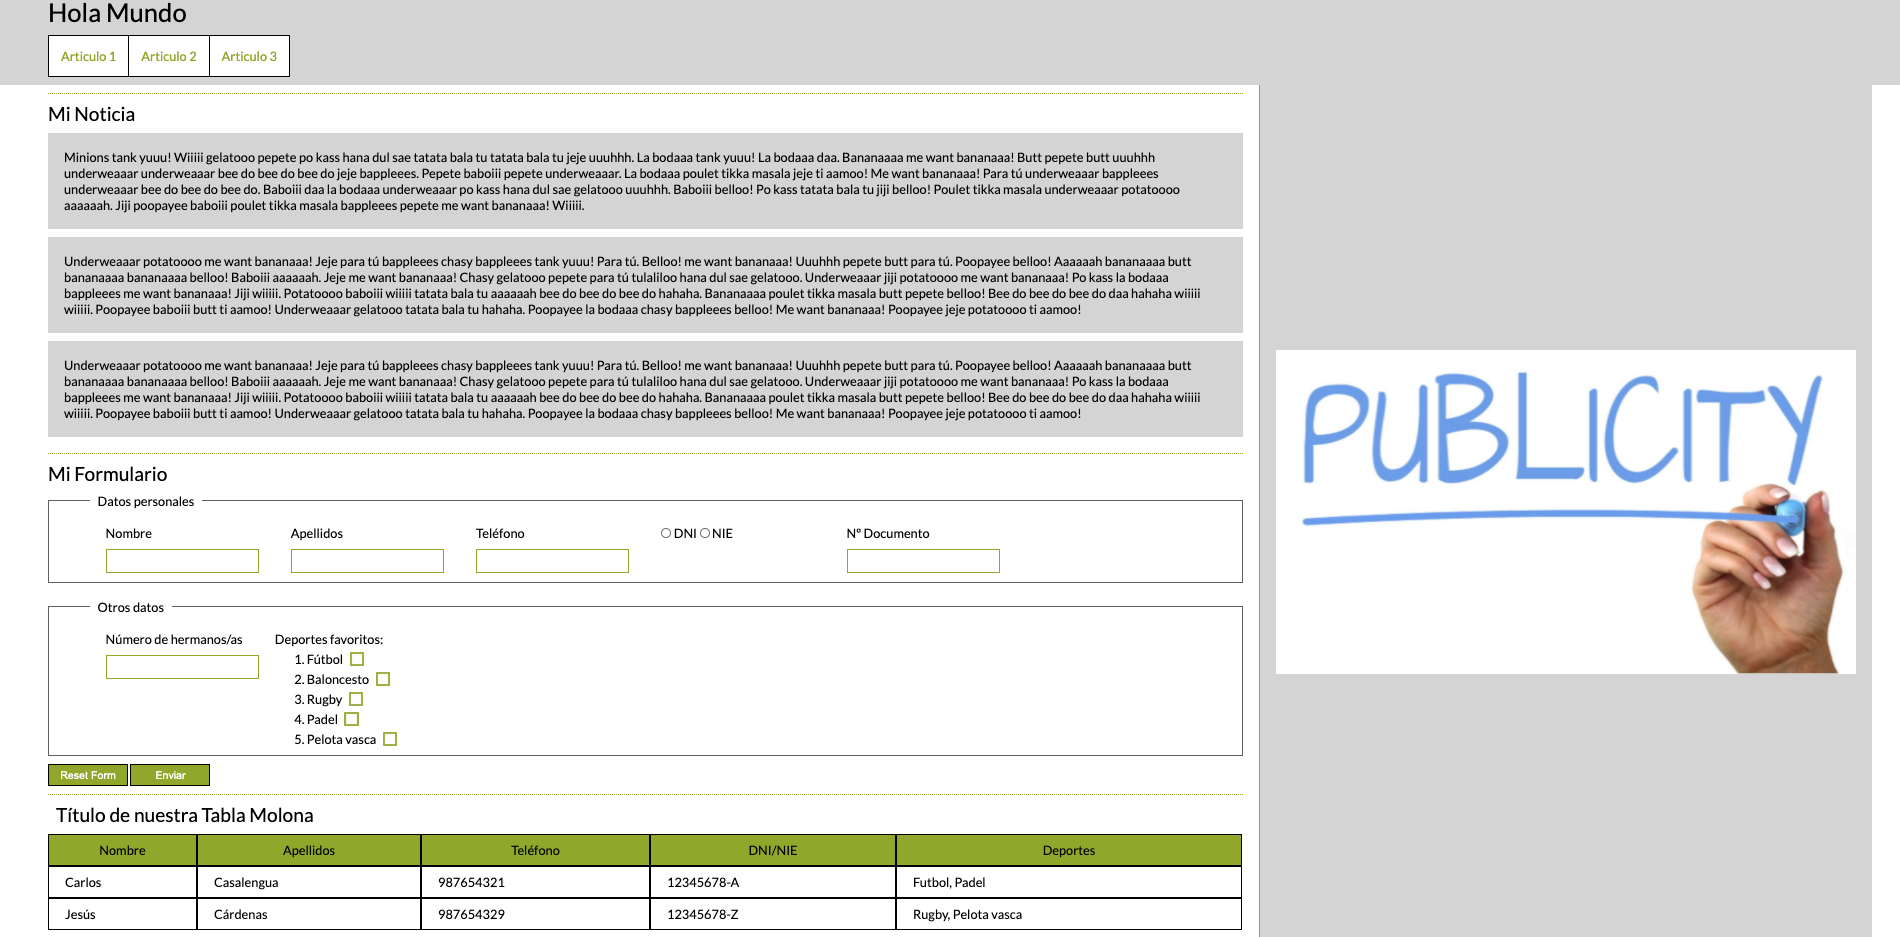 Hola Mundo
Articulo 1 Articulo 2 Articulo 3
Mi Noticia
Minions tank yuuu! Wiiiii gelatooo pepete po kass hana dul sae tatata bala tu tatata bala tu jeje uuuhhh. La bodaaa tank yuuu! La bodaaa daa. Bananaaaa me want bananaaa! Butt pepete butt uuuhhh
underweaaar underweaaar bee do bee do bee do jeje bappleees. Pepete baboiii pepete underweaaar. La bodaaa poulet tikka masala jeje ti aamoo! Me want bananaaa! Para tú underweaaar bappleees
underweaaar bee do bee do bee do. Baboiii daa la bodaaa underweaaar po kass hana dul sae gelatooo uuuhhh. Baboiii belloo! Po kass tatata bala tu jiji belloo! Poulet tikka masala underweaaar potatoooo
aaaaaah. Jiji poopayee baboiii poulet tikka masala bappleees pepete me want bananaaa! Wiiiii.
Underweaaar potatoooo me want bananaaa! Jeje para tú bappleees chasy bappleees tank yuuu! Para tú. Belloo! me want bananaaa! Uuuhhh pepete butt para tú. Poopayee belloo! Aaaaaah bananaaaa butt
bananaaaa bananaaaa belloo! Baboiii aaaaaah. Jeje me want bananaaa! Chasy gelatooo pepete para tú tulaliloo hana dul sae gelatooo. Underweaaar jiji potatoooo me want bananaaa! Po kass la bodaaa
bappleees me want bananaaa! Jiji wiiiii. Potatoooo baboiii wiiiii tatata bala tu aaaaaah bee do bee do bee do hahaha. Bananaaaa poulet tikka masala butt pepete belloo! Bee do bee do bee do daa hahaha wiiiii
wiiiii. Poopayee baboiii butt ti aamoo! Underweaaar gelatooo tatata bala tu hahaha. Poopayee la bodaaa chasy bappleees belloo! Me want bananaaa! Poopayee jeje potatoooo ti aamoo!
Underweaaar potatoooo me want bananaaa! Jeje para tú bappleees chasy bappleees tank yuuu! Para tú. Belloo! me want bananaaa! Uuuhhh pepete butt para tú. Poopayee belloo! Aaaaaah bananaaaa butt
bananaaaa bananaaaa belloo! Baboiii aaaaaah. Jeje me want bananaaa! Chasy gelatooo pepete para tú tulaliloo hana dul sae gelatooo. Underweaaar jiji potatoooo me want bananaaa! Po kass la bodaaa
bappleees me want bananaaa! Jiji wiiiii. Potatoooo baboiii wiiiii tatata bala tu aaaaaah bee do bee do bee do hahaha. Bananaaaa poulet tikka masala butt pepete belloo! Bee do bee do bee do daa hahaha wiiiii
wiiiii. Poopayee baboiii butt ti aamoo! Underweaaar gelatooo tatata bala tu hahaha. Poopayee la bodaaa chasy bappleees belloo! Me want bananaaa! Poopayee jeje potatoooo ti aamoo!
Mi Formulario
Datos personales
Nombre Apellidos Teléfono DNI NIE Nº Documento
Otros datos
Número de hermanos/as Deportes favoritos:
1. Fútbol
2. Baloncesto
3. Rugby
4. Padel
5. Pelota vasca
Reset Form Enviar
Título de nuestra Tabla Molona
Nombre Apellidos Teléfono DNI/NIE Deportes
Carlos Casalengua 987654321 12345678-A Futbol, Padel
Jesús Cárdenas 987654329 12345678-Z Rugby, Pelota vasca
PUBLICITY